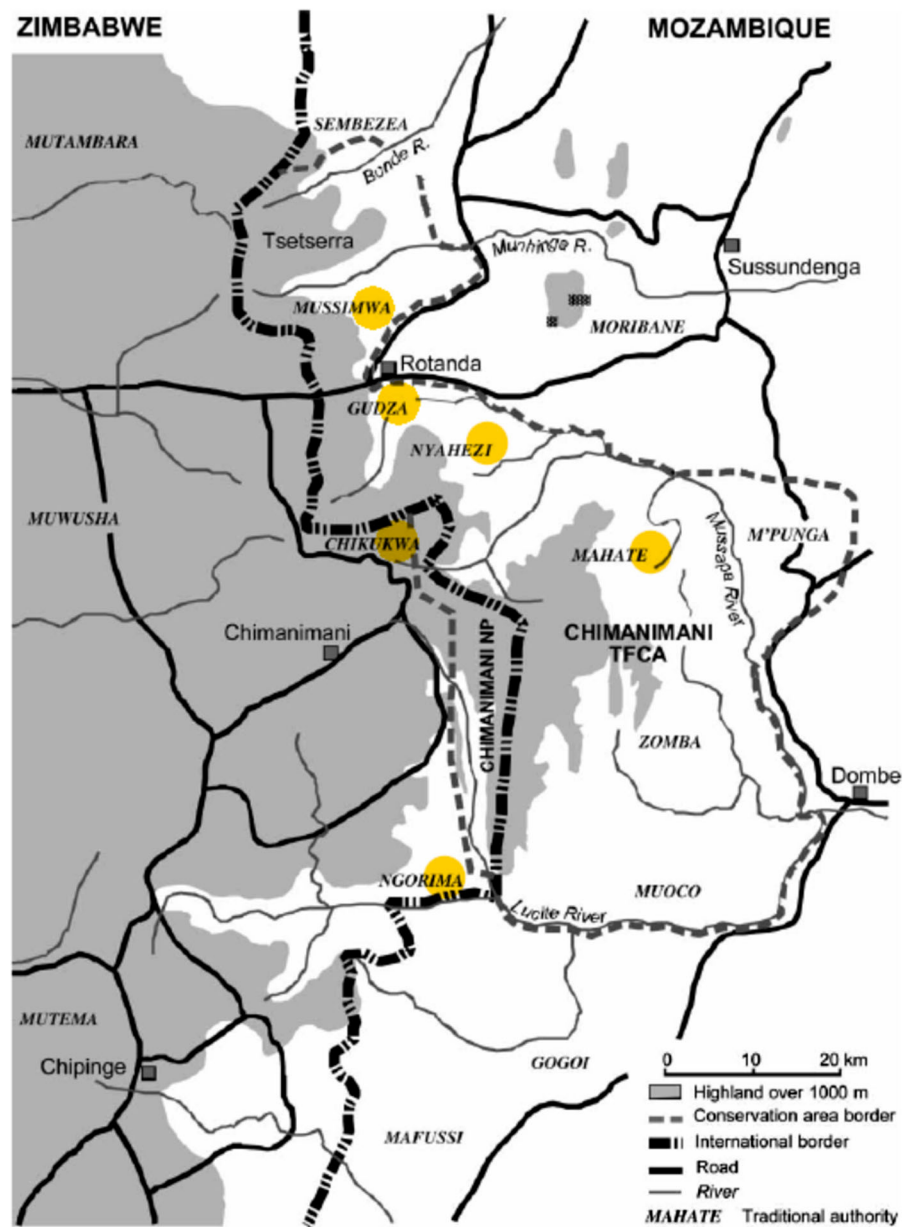 ZIMBABWE
MOZAMBIQUE
SEMBEZEA
MUTAMBARA
Bunde R.
Tsetserra
Munhinga R.
Sussundenga
MUSSIMWA
MORIBANE
Rotanda
GUDZA
NYAHEZI
MUWUSHA
CHIKUKWA
MAHATE
M'PUNGA
Mussapa River
Chimanimani
CHIMANIMANI
TFCA
CHIMANIMANI NP
ZOMBA
Dombe
NGORIMA
MUOCO
Lucite River
MUTEMA
Chipinge
GOGOI
MAFUSSI
0 10 20 km
Highland over 1000 m
Conservation area border
International border
Road
River
MAHATE Traditional authority